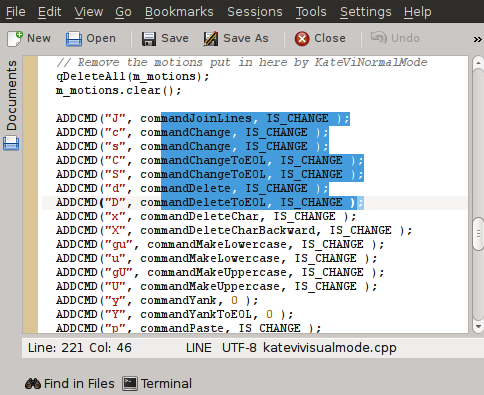 File Edit View Go Bookmarks Sessions Tools Settings Help
New Open Save Save As Close Undo »
Documents
// Remove the motions put in here by KateViNormalMode
qDeleteAll(m_motions);
m_motions.clear();
ADDCMD("J", commandJoinLines, IS_CHANGE );
ADDCMD("c", commandChange, IS_CHANGE );
ADDCMD("s", commandChange, IS_CHANGE );
ADDCMD("C", commandChangeToEOL, IS_CHANGE );
ADDCMD("S", commandChangeToEOL, IS_CHANGE );
ADDCMD("d", commandDelete, IS_CHANGE );
ADDCMD("D", commandDeleteToEOL, IS_CHANGE );
ADDCMD("x", commandDeleteChar, IS_CHANGE );
ADDCMD("X", commandDeleteCharBackward, IS_CHANGE );
ADDCMD("gu", commandMakeLowercase, IS_CHANGE );
ADDCMD("u", commandMakeLowercase, IS_CHANGE );
ADDCMD("gU", commandMakeUppercase, IS_CHANGE );
ADDCMD("U", commandMakeUppercase, IS_CHANGE );
ADDCMD("y", commandYank, 0 );
ADDCMD("Y", commandYankToEOL, 0 );
ADDCMD("p", commandPaste, IS_CHANGE );
Line: 221 Col: 46 LINE UTF-8 katevivisualmode.cpp
Find in Files Terminal